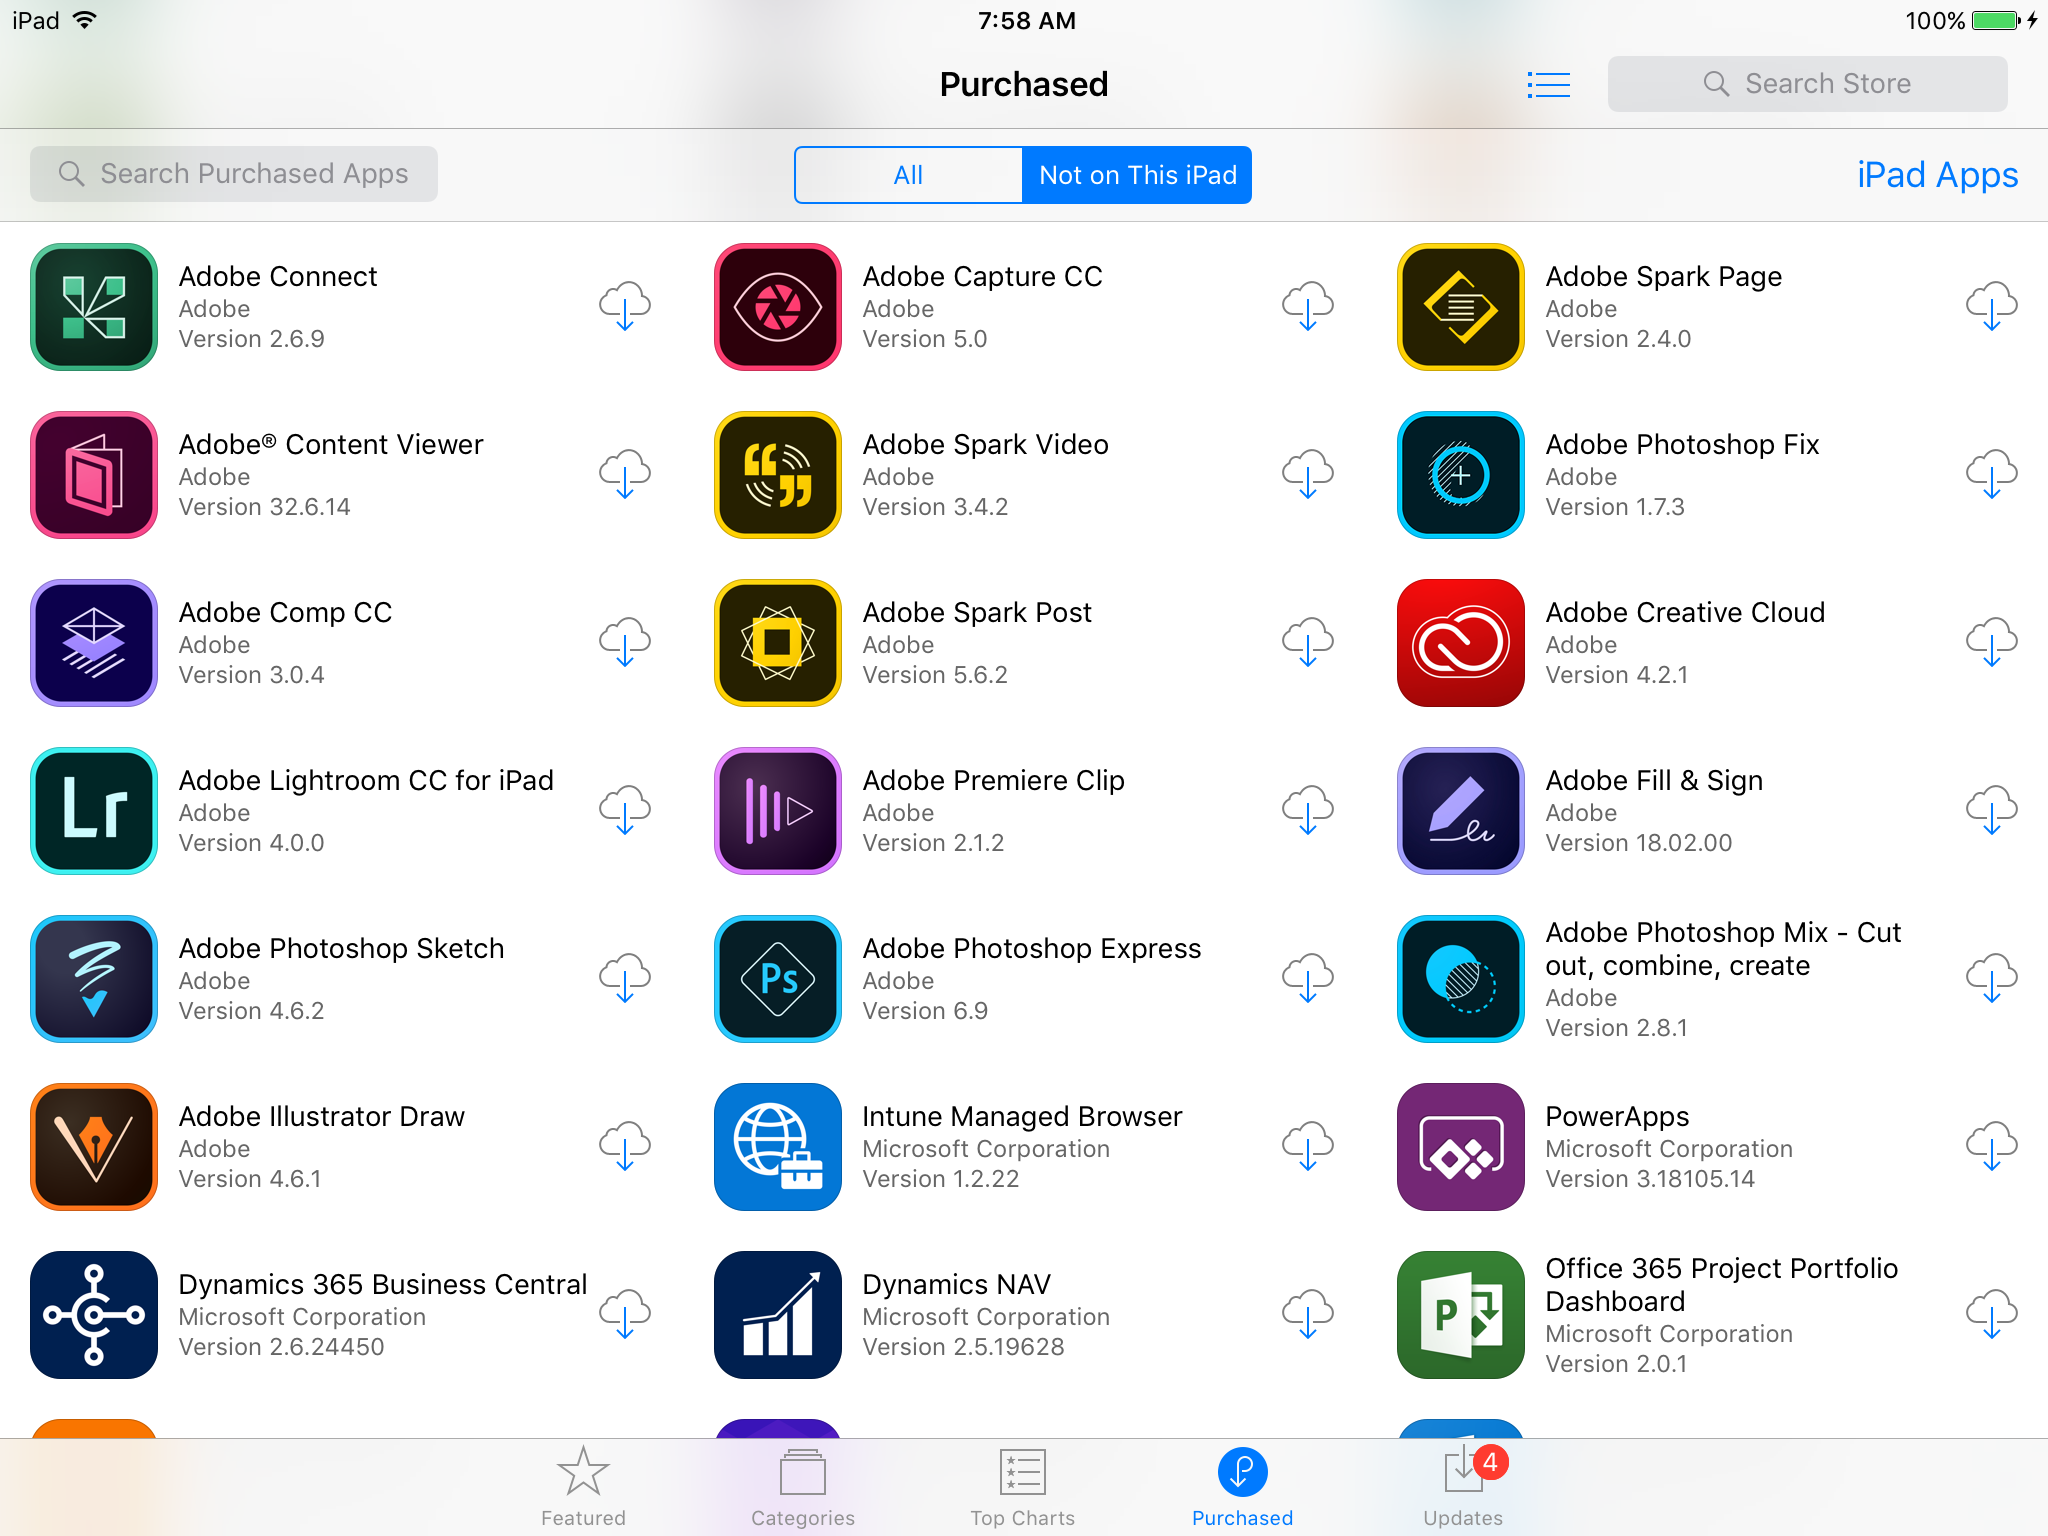 iPad
7:58 AM
100%
Purchased
Search Store
Search Purchased Apps
All
Not on This iPad
iPad Apps
Adobe Connect
Adobe
Version 2.6.9
Adobe Capture CC
Adobe
Version 5.0
Adobe Spark Page
Adobe
Version 2.4.0
Adobe® Content Viewer
Adobe
Version 32.6.14
Adobe Spark Video
Adobe
Version 3.4.2
Adobe Photoshop Fix
Adobe
Version 1.7.3
Adobe Comp CC
Adobe
Version 3.0.4
Adobe Spark Post
Adobe
Version 5.6.2
Adobe Creative Cloud
Adobe
Version 4.2.1
Lr
Adobe Lightroom CC for iPad
Adobe
Version 4.0.0
Adobe Premiere Clip
Adobe
Version 2.1.2
Adobe Fill & Sign
Adobe
Version 18.02.00
Adobe Photoshop Sketch
Adobe
Version 4.6.2
Ps
Adobe Photoshop Express
Adobe
Version 6.9
Adobe Photoshop Mix - Cut
out, combine, create
Adobe
Version 2.8.1
Adobe Illustrator Draw
Adobe
Version 4.6.1
Intune Managed Browser
Microsoft Corporation
Version 1.2.22
PowerApps
Microsoft Corporation
Version 3.18105.14
Dynamics 365 Business Central
Microsoft Corporation
Version 2.6.24450
Dynamics NAV
Microsoft Corporation
Version 2.5.19628
P
Office 365 Project Portfolio
Dashboard
Microsoft Corporation
Version 2.0.1
Featured
Categories
Top Charts
Purchased
4
Updates